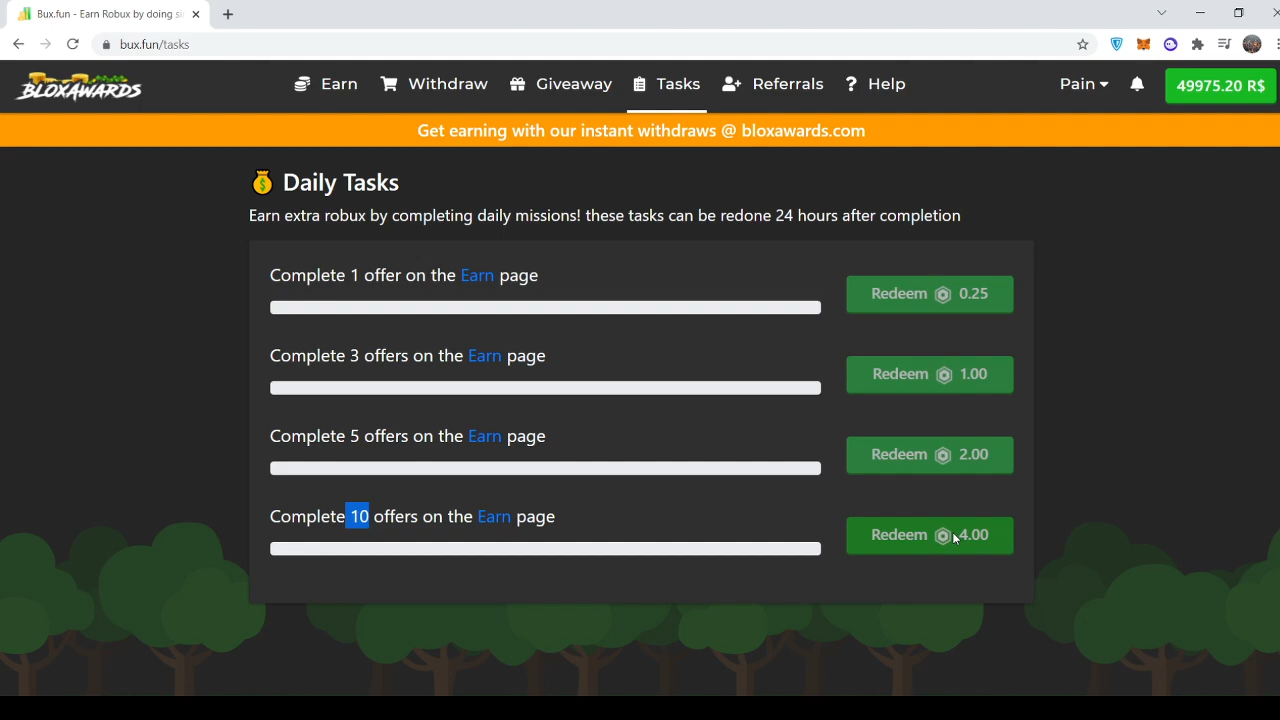 Bux.fun - Earn Robux by doing si
bux.fun/tasks
BLOXAWARDS
Earn
Withdraw
Giveaway
Tasks
Referrals
? Help
Pain
49975.20 R$
Get earning with our instant withdraws @ bloxawards.com
Daily Tasks
Earn extra robux by completing daily missions! these tasks can be redone 24 hours after completion
Complete 1 offer on the Earn page
Redeem 0.25
Complete 3 offers on the Earn page
Redeem 1.00
Complete 5 offers on the Earn page
Redeem 2.00
Complete 10 offers on the Earn page
Redeem 4.00